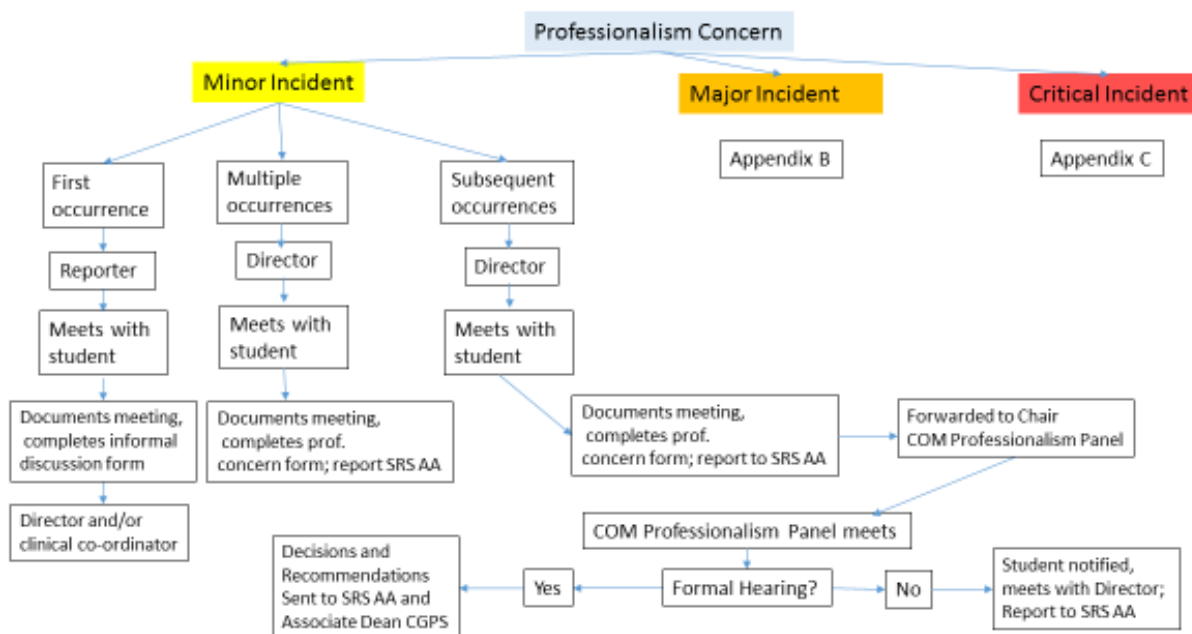 Professionalism Concern
Minor Incident
Major Incident
Critical Incident
Appendix B
Appendix C
First
occurrence
Multiple
occurrences
Subsequent
occurrences
Reporter
Director
Director
Meets with
student
Meets with
student
Meets with
student
Documents meeting,
completes informal
discussion form
Documents meeting,
completes prof.
concern form; report SRS AA
Documents meeting,
completes prof.
concern form; report to SRS AA
Forwarded to Chair
COM Professionalism Panel
Director and/or
clinical co-ordinator
COM Professionalism Panel meets
Decisions and
Recommendations
Sent to SRS AA and
Associate Dean CGPS
Yes
Formal Hearing?
No
Student notified,
meets with Director;
Report to SRS AA